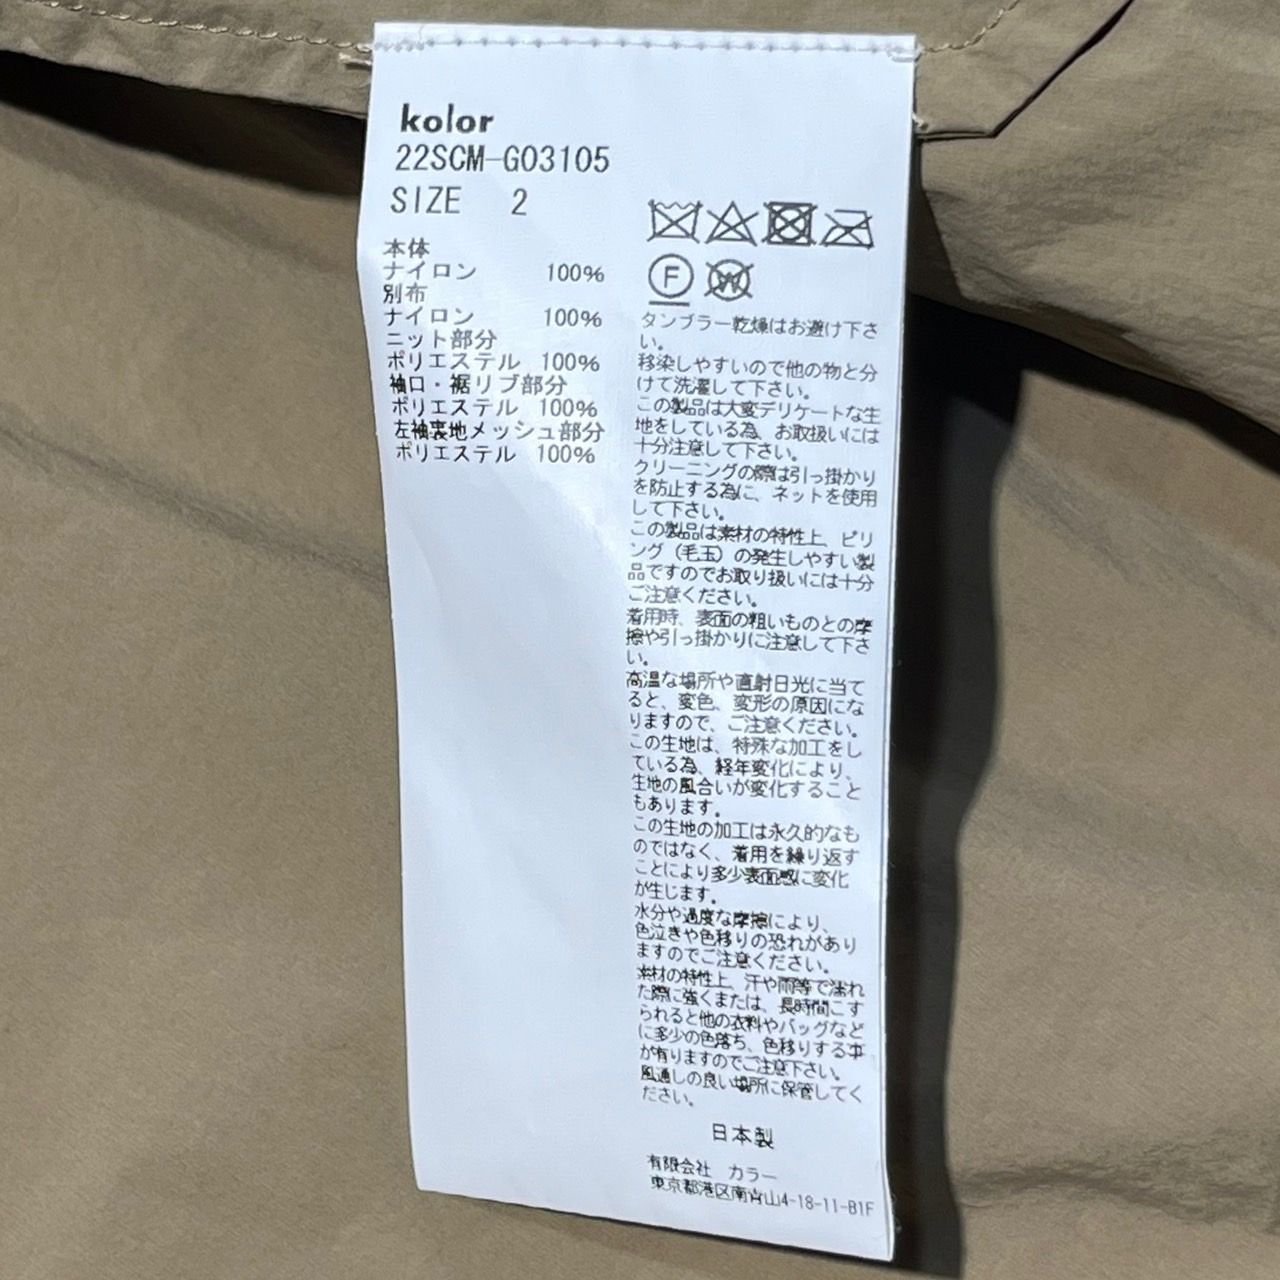 kolor
22SCM-G03105
SIZE 2
本体
ナイロン 100%
別布
ナイロン 100%
ニット部分
ポリエステル 100%
袖口・裾リブ部分
ポリエステル 100%
左袖裏地メッシュ部分
ポリエステル 100%
F
W
タンブラー乾燥はお避け下さ
い。
移染しやすいので他の物と分
けて洗濯して下さい。
この製品は大変デリケートな生
地をしている為、お取扱いには
十分注意して下さい。
クリーニングの際は引っ掛かり
を防止する為に、ネットを使用
して下さい。
この製品は素材の特性上、ピリ
ング(毛玉)の発生しやすい製
品ですのでお取り扱いには十分
ご注意ください。
着用時、表面の粗いものとの摩
擦や引っ掛かりに注意して下さ
い。
高温な場所や直射日光に当て
ると、変色、変形の原因にな
りますので、ご注意ください。
この生地は、特殊な加工をし
ている為、経年変化により、
生地の風合いが変化すること
もあります。
この生地の加工は永久的なも
のではなく、着用を繰り返す
ことにより多少表面感に変化
が生じます。
水分や過度な摩擦により、
色泣きや色移りの恐れがあり
ますのでご注意ください。
素材の特性上、汗や雨等で濡れ
た際に強くまたは、長時間こす
られると他の衣料やバッグなど
に多少の色落ち、色移りする事
が有りますのでご注意下さい。
風通しの良い場所に保管してく
ださい。
日本製
有限会社 カラー
東京都港区南青山4-18-11-B1F